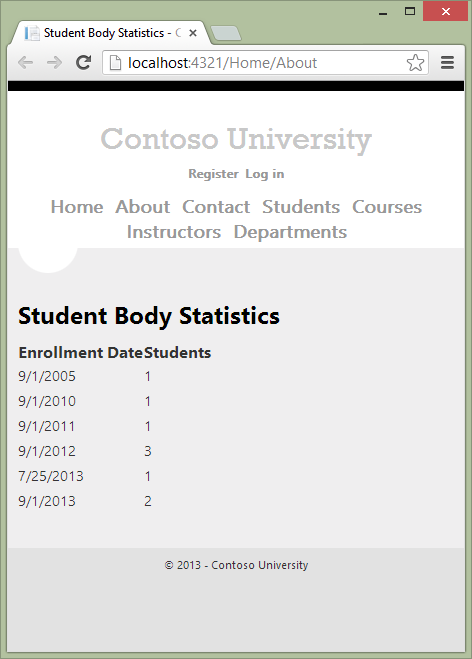 Student Body Statistics - C
localhost:4321/Home/About
Contoso University
Register Log in
Home About Contact Students Courses
Instructors Departments
Student Body Statistics
Enrollment Date Students
9/1/2005 1
9/1/2010 1
9/1/2011 1
9/1/2012 3
7/25/2013 1
9/1/2013 2
© 2013 - Contoso University